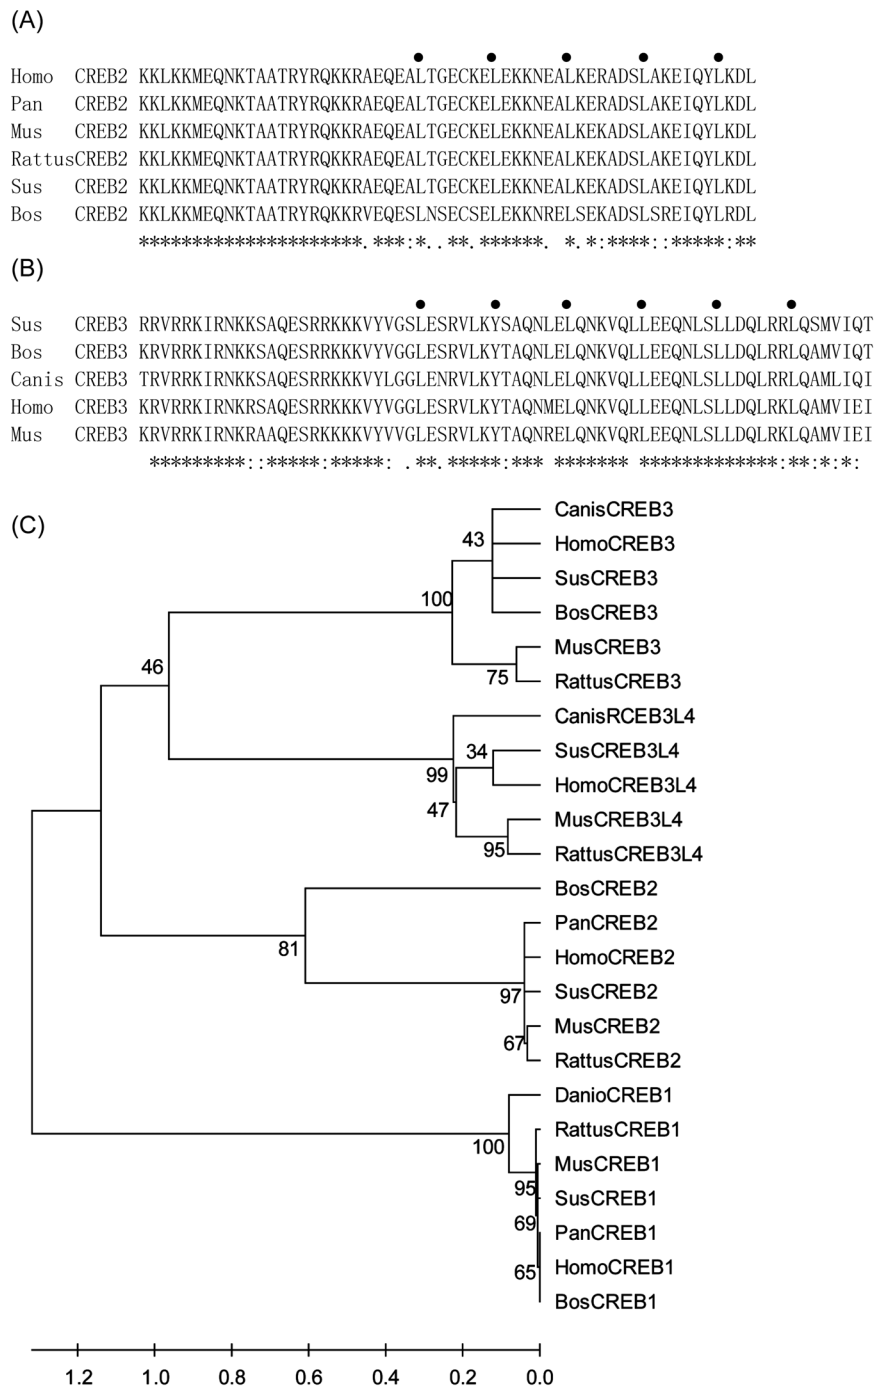 (A)
Homo CREB2 KKLKKMEQNKTAATRYRQKKRAEQEALTGECKELEKKNEALKERADSLAKEIQYLKDL
Pan CREB2 KKLKKMEQNKTAATRYRQKKRAEQEALTGECKELEKKNEALKEKADSLAKEIQYLKDL
Mus CREB2 KKLKKMEQNKTAATRYRQKKRAEQEALTGECKELEKKNEALKEKADSLAKEIQYLKDL
RattusCREB2 KKLKKMEQNKTAATRYRQKKRAEQEALTGECKELEKKNEALKEKADSLAKEIQYLKDL
Sus CREB2 KKLKKMEQNKTAATRYRQKKRAEQEALTGECKELEKKNEALKEKADSLAKEIQYLKDL
Bos CREB2 KKLKKMEQNKTAATRYRQKKRVEQESLNSECSELEKKNRELSEKADSLSREIQYLRDL
*********************.***:*..**.******. *.*:****::*****:**
(B)
Sus CREB3 RRVRRKIRNKKSAQESRRKKKVYVGSLESRVLKYSAQNLELQNKVQLLEEQNLSLLDQLRRLQSMVIQT
Bos CREB3 KRVRRKIRNKKSAQESRRKKKVYVGGLESRVLKYTAQNLELQNKVQLLEEQNLSLLDQLRRLQAMVIQT
Canis CREB3 TRVRRKIRNKKSAQESRRKKKVYLGGLENRVLKYTAQNLELQNKVQLLEEQNLSLLDQLRRLQAMLIQI
Homo CREB3 KRVRRKIRNKRSAQESRRKKKVYVGGLESRVLKYTAQNMELQNKVQLLEEQNLSLLDQLRKLQAMVIEI
Mus CREB3 KRVRRKIRNKRAAQESRKKKKVYVVGLESRVLKYTAQNRELQNKVQRLEEQNLSLLDQLRKLQAMVIEI
*********::*****:*****: .**.*****:*** ******* *************:**:*:*:
(C)
CanisCREB3
43
HomoCREB3
SusCREB3
100
BosCREB3
MusCREB3
46
75
RattusCREB3
CanisRCEB3L4
34
SusCREB3L4
99
HomoCREB3L4
47
MusCREB3L4
95
RattusCREB3L4
BosCREB2
PanCREB2
81
HomoCREB2
97
SusCREB2
MusCREB2
67
RattusCREB2
DanioCREB1
RattusCREB1
100
MusCREB1
95
SusCREB1
69
PanCREB1
65
HomoCREB1
BosCREB1
1.2 1.0 0.8 0.6 0.4 0.2 0.0